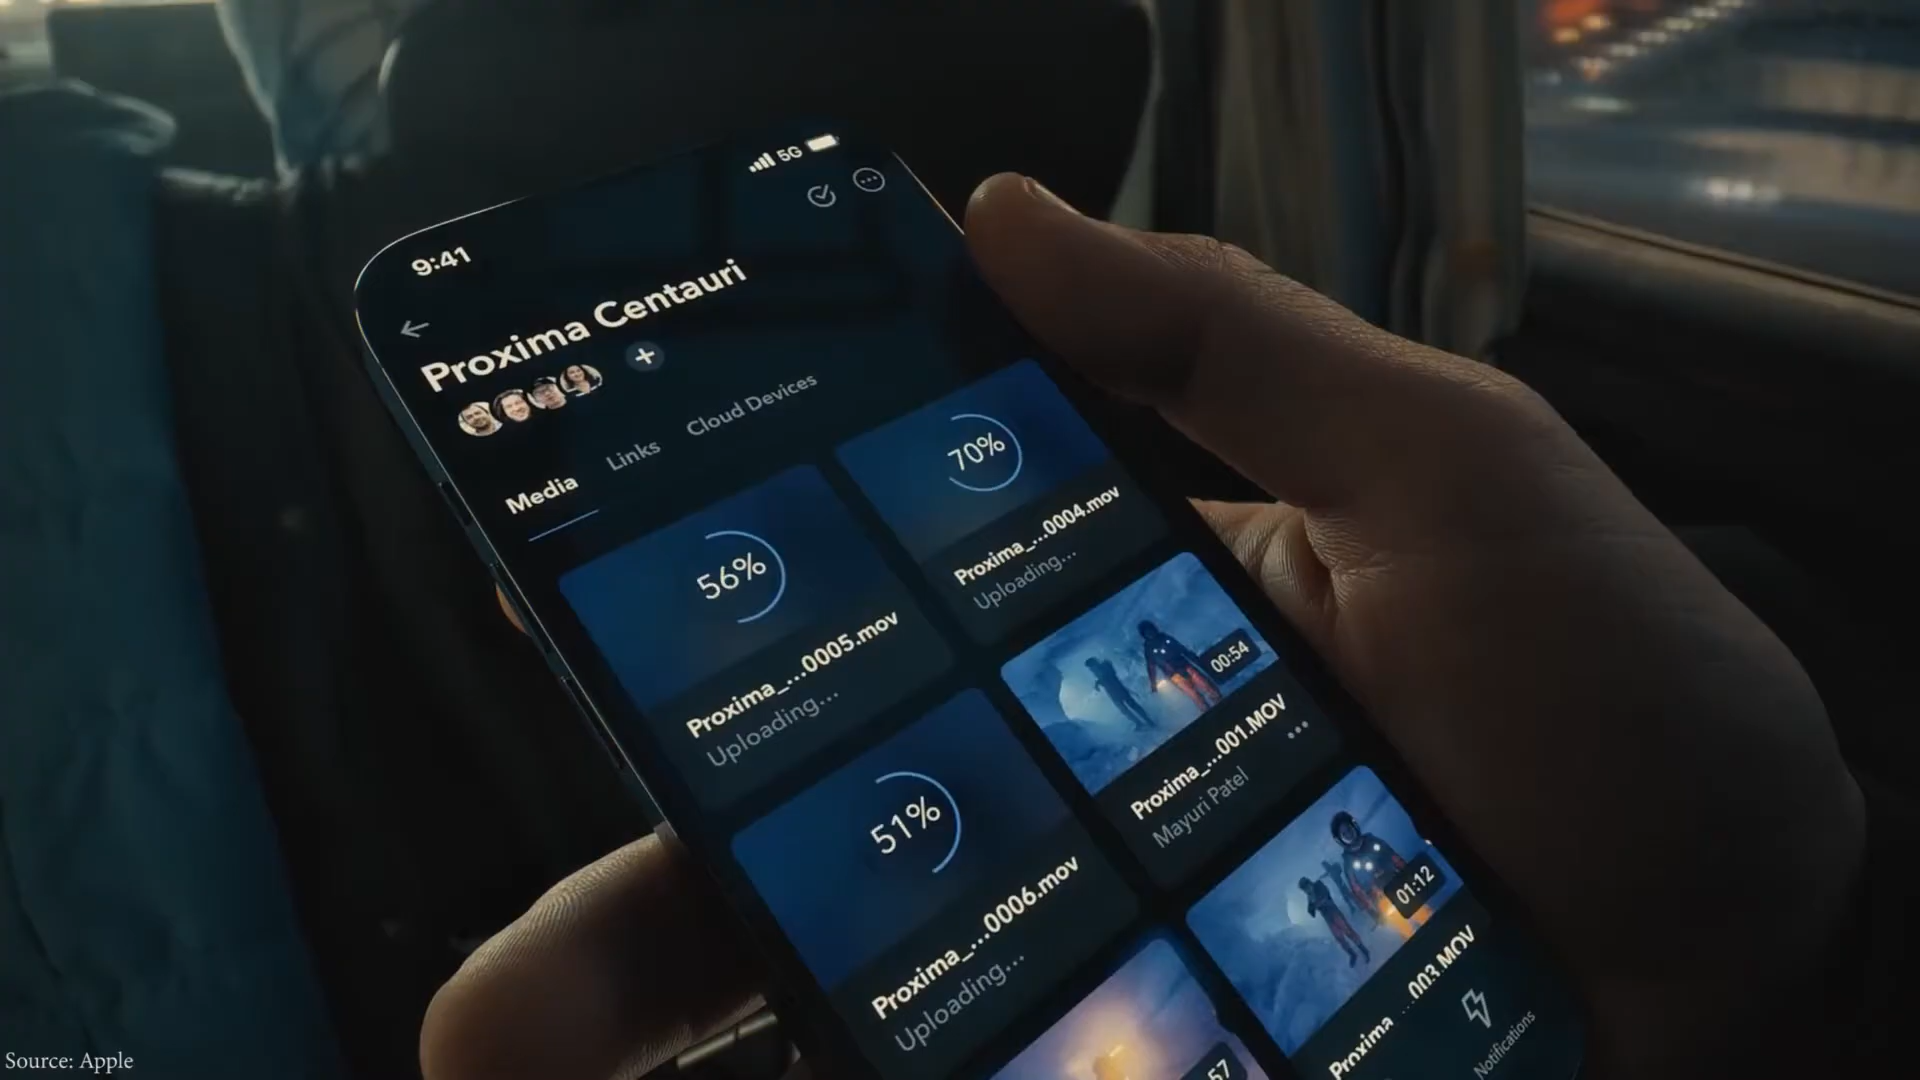 5G
9:41
Proxima Centauri
Media
Links
Cloud Devices
56%
Proxima_...0005.mov
Uploading...
70%
Proxima_...0004.mov
Uploading...
51%
Proxima_...0006.mov
Uploading...
00:54
Proxima_...001.MOV
Mayuri Patel
01:12
Proxima ...003.MOV
57
Notifications
Source: Apple